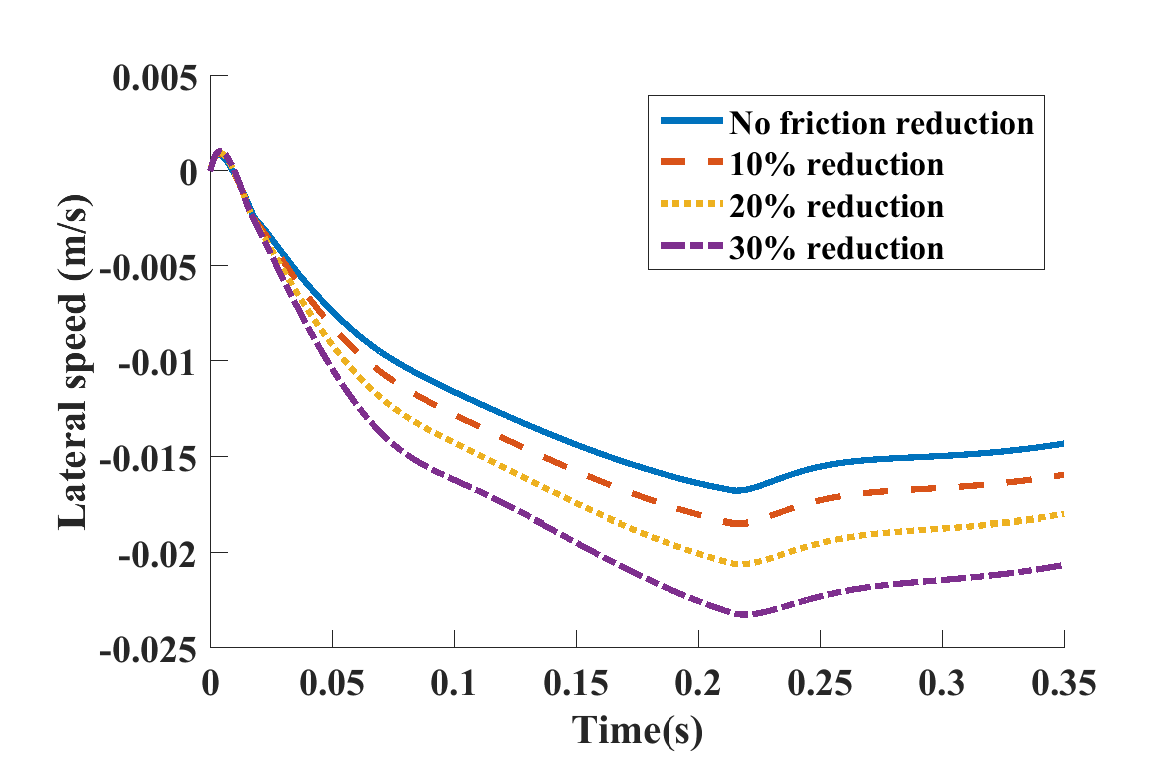 0.005
0
-0.005
-0.01
-0.015
-0.02
-0.025
Lateral speed (m/s)
No friction reduction
10% reduction
20% reduction
30% reduction
0 0.05 0.1 0.15 0.2 0.25 0.3 0.35
Time(s)